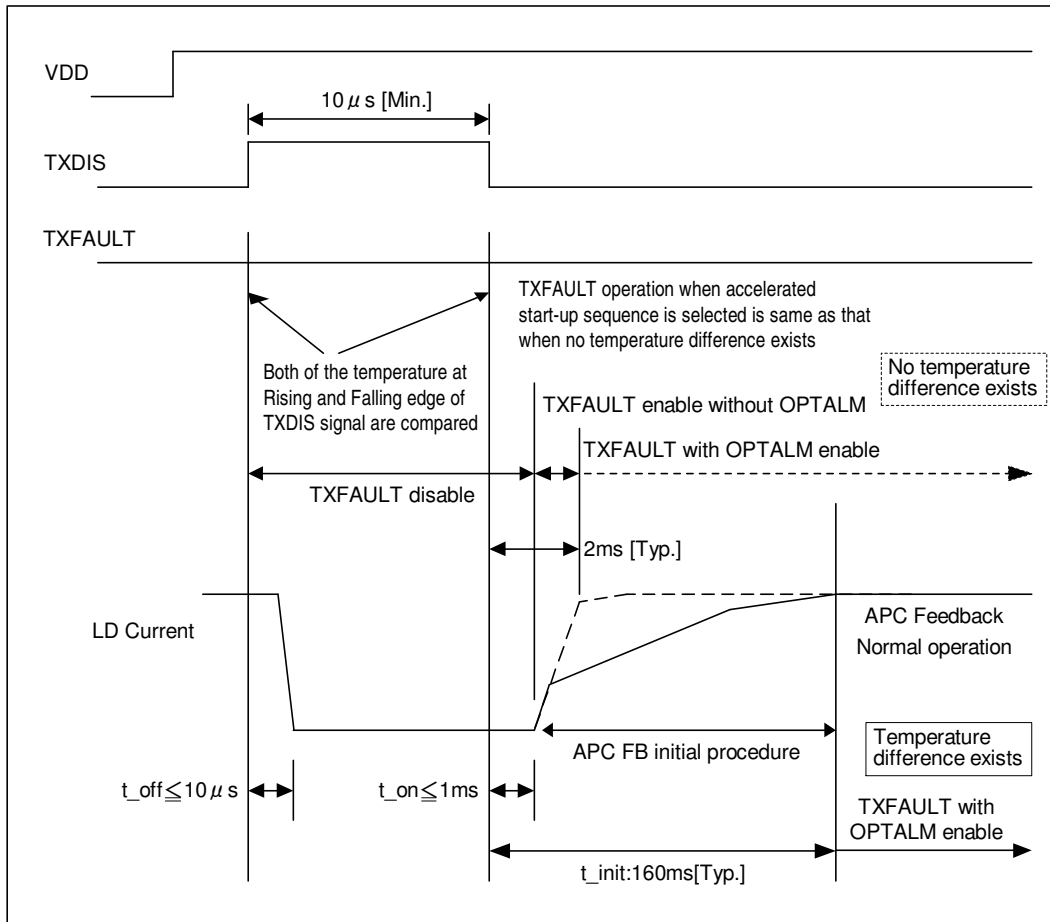 VDD
10 μ s [Min.]
TXDIS
TXFAULT
TXFAULT operation when accelerated
start-up sequence is selected is same as that
when no temperature difference exists
Both of the temperature at
Rising and Falling edge of
TXDIS signal are compared
No temperature
difference exists
TXFAULT enable without OPTALM
TXFAULT with OPTALM enable
TXFAULT disable
2ms [Typ.]
LD Current
APC Feedback
Normal operation
APC FB initial procedure
Temperature
difference exists
t_off≦10 μ s
t_on≦1ms
TXFAULT with
OPTALM enable
t_init:160ms[Typ.]